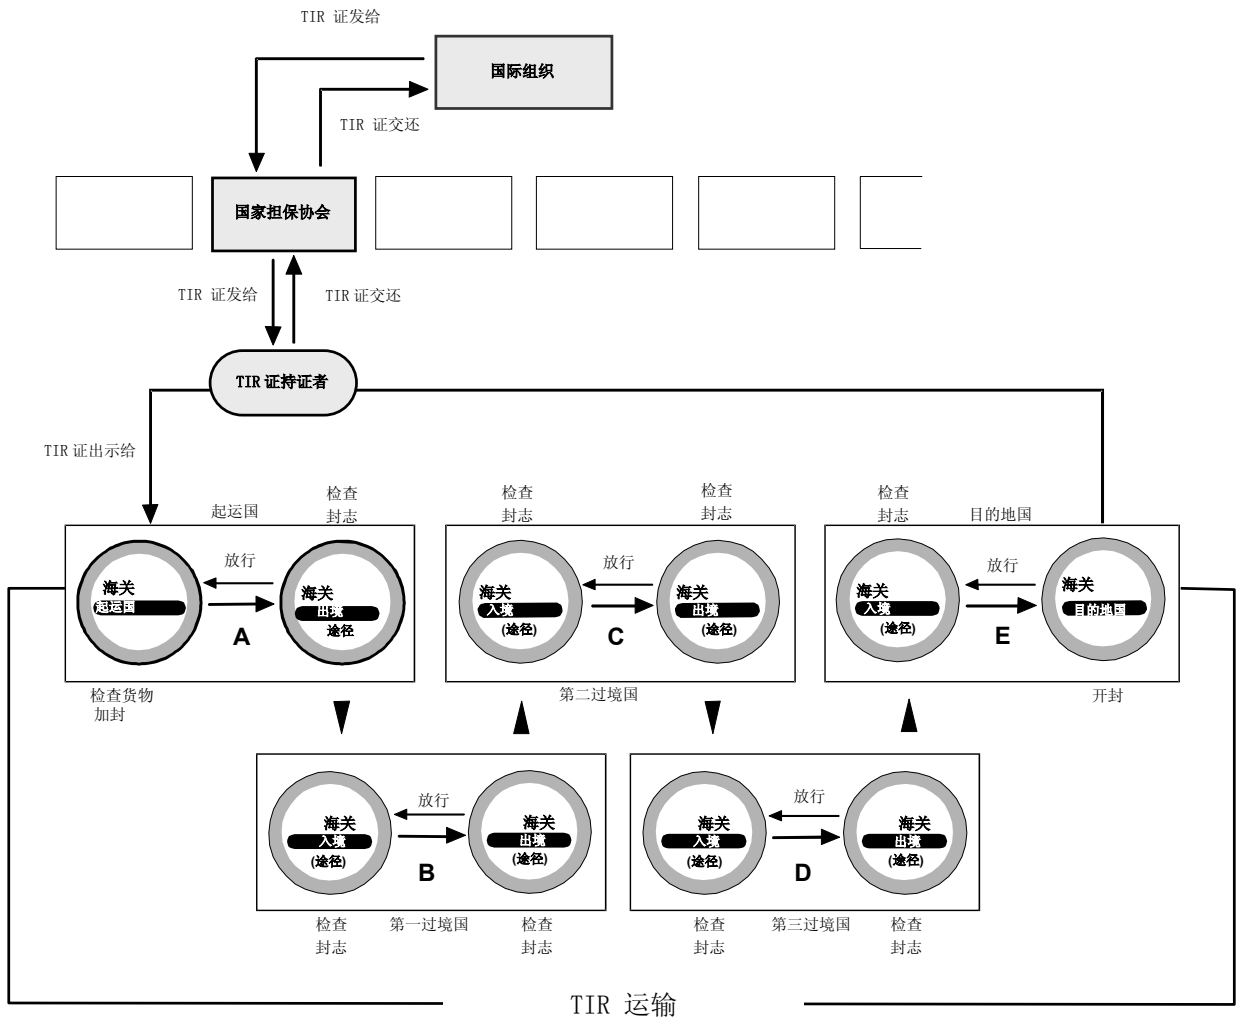 TIR 证发给
国际组织
TIR 证交还
国家担保协会
TIR 证发给
TIR 证交还
TIR 证持证者
TIR 证出示给
起运国
检查
封志
检查
封志
检查
封志
检查
封志
目的地国
放行
海关
起运国
海关
出境
途径
A
放行
海关
入境
(途径)
海关
出境
(途径)
C
放行
海关
入境
(途径)
海关
目的地国
E
检查货物
加封
第二过境国
开封
放行
海关
入境
(途径)
海关
出境
(途径)
B
放行
海关
入境
(途径)
海关
出境
(途径)
D
检查
封志
第一过境国
检查
封志
检查
封志
第三过境国
检查
封志
TIR 运输